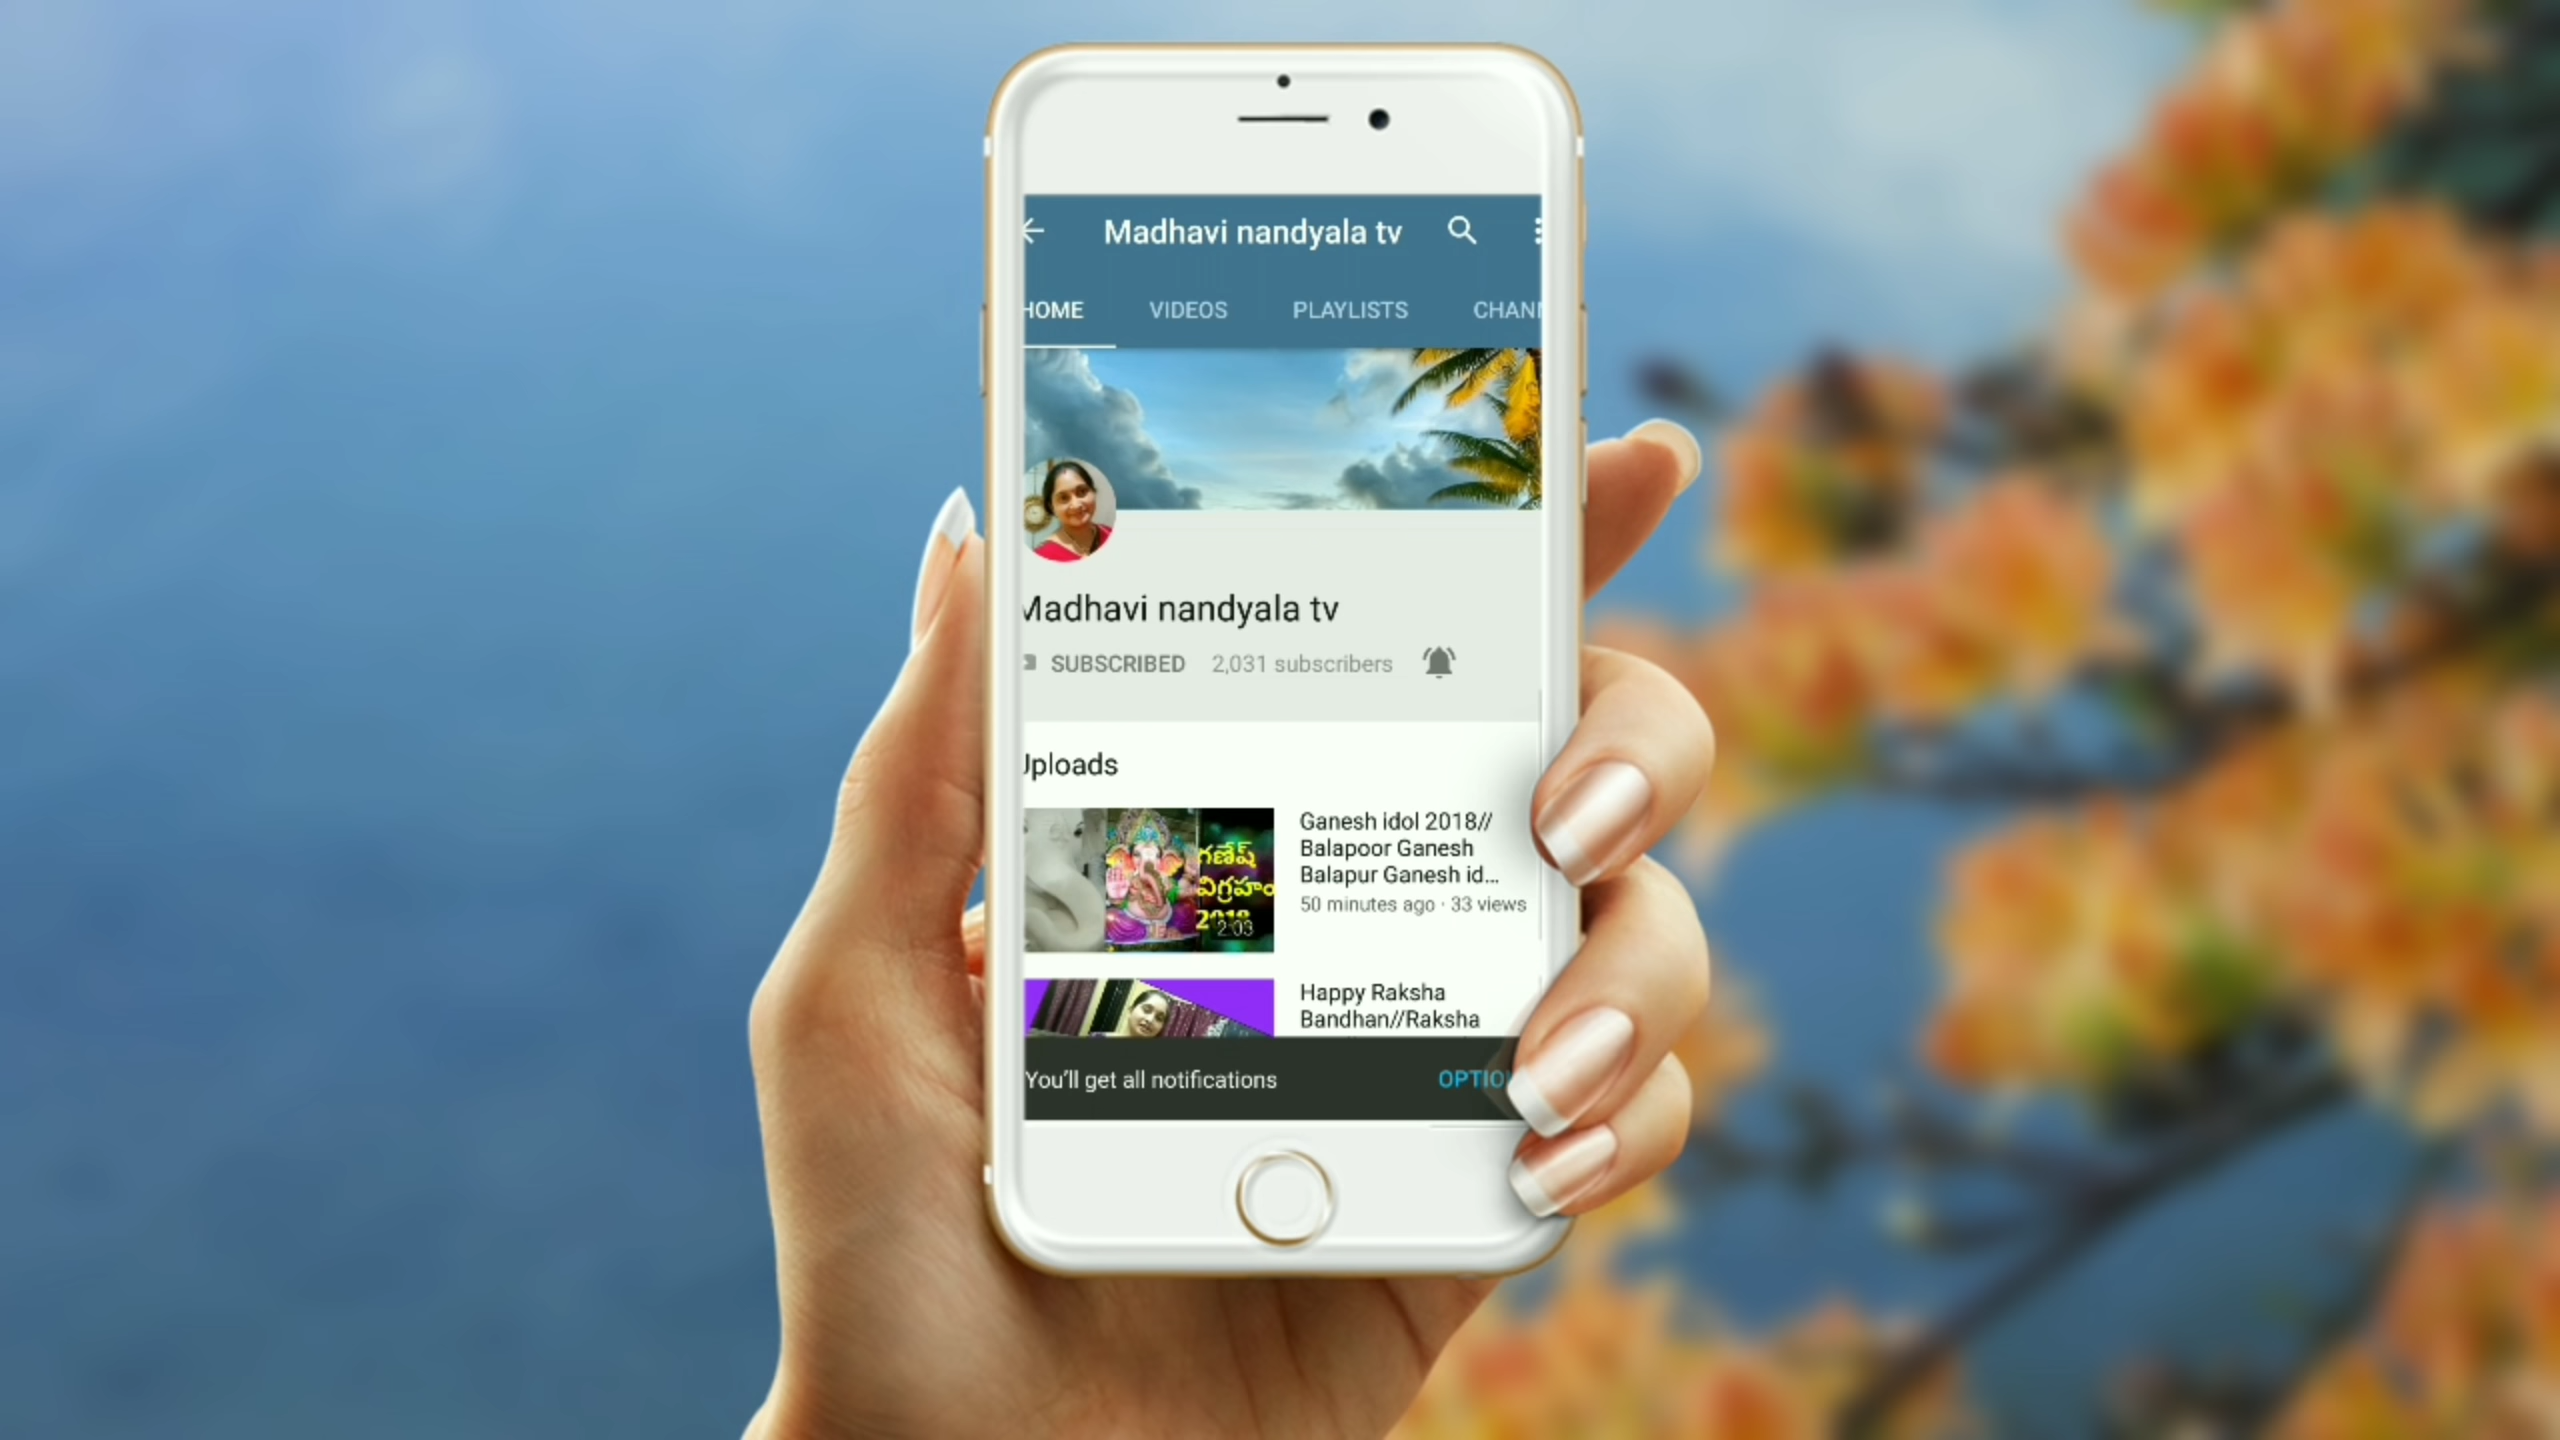 Madhavi nandyala tv
HOME VIDEOS PLAYLISTS CHAN
Madhavi nandyala tv
SUBSCRIBED 2,031 subscribers
Uploads
గణేష్
విగ్రహం
2018
2:03
Ganesh idol 2018//
Balapoor Ganesh
Balapur Ganesh id...
50 minutes ago · 33 views
Happy Raksha
Bandhan//Raksha
You'll get all notifications OPTIO